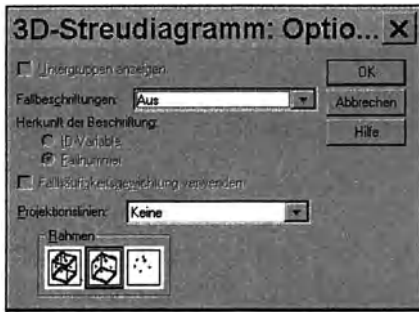 3D-Streudiagramm: Optio...
Untergruppen anzeigen
OK
Fallbeschriftungen: Aus
Abbrechen
Herkunft der Beschriftung:
Hilfe
ID-Variable
Fallnummer
Fallhäufigkeitsgewichtung verwenden
Projektionslinien: Keine
Rahmen